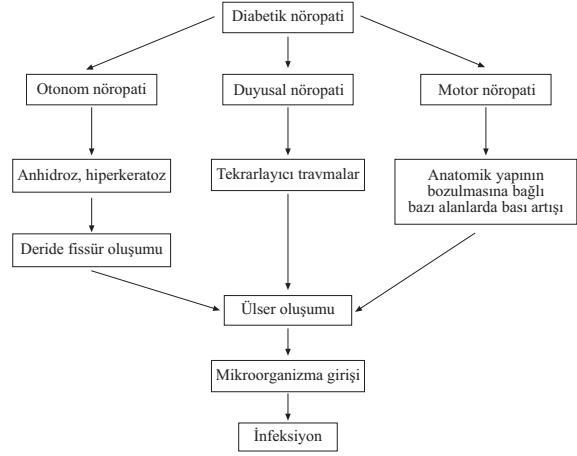 Diabetik nöropati
Otonom nöropati
Duyusal nöropati
Motor nöropati
Anhidroz, hiperkeratoz
Tekrarlayıcı travmalar
Anatomik yapının
bozulmasına bağlı
bazı alanlarda bası artışı
Deride fissür oluşumu
Ülser oluşumu
Mikroorganizma girişi
İnfeksiyon